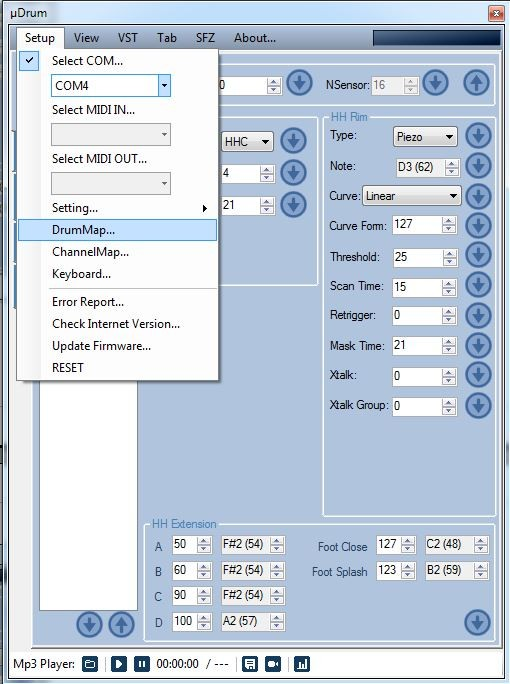 µDrum
Setup View VST Tab SFZ About...
Select COM...
COM4
0 NSensor: 16
Select MIDI IN...
Select MIDI OUT...
HHC
4
21
Setting...
DrumMap...
ChannelMap...
Keyboard...
Error Report...
Check Internet Version...
Update Firmware...
RESET
HH Rim
Type: Piezo
Note: D3 (62)
Curve: Linear
Curve Form: 127
Threshold: 25
Scan Time: 15
Retrigger: 0
Mask Time: 21
Xtalk: 0
Xtalk Group: 0
HH Extension
A 50 F#2 (54) Foot Close 127 C2 (48)
B 60 F#2 (54) Foot Splash 123 B2 (59)
C 90 F#2 (54)
D 100 A2 (57)
Mp3 Player: 00:00:00 / ---